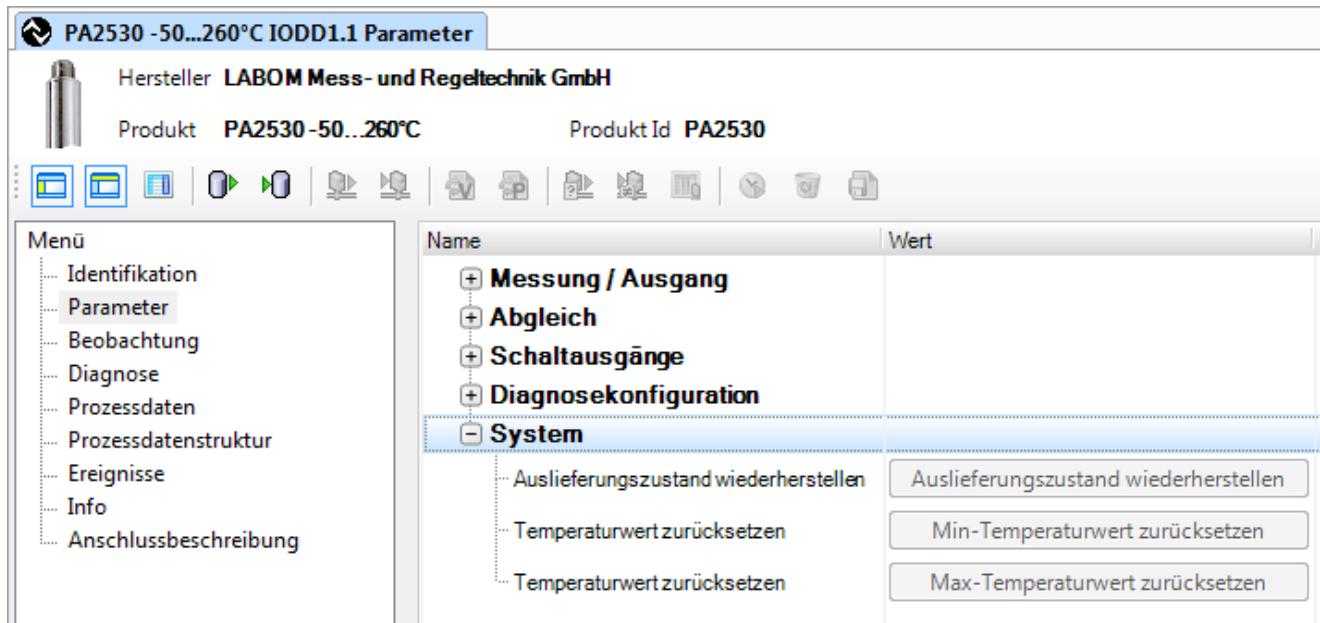 PA2530 -50...260°C IODD1.1 Parameter
Hersteller LABOM Mess- und Regeltechnik GmbH
Produkt PA2530 -50...260°C Produkt Id PA2530
Menü
Identifikation
Parameter
Beobachtung
Diagnose
Prozessdaten
Prozessdatenstruktur
Ereignisse
Info
Anschlussbeschreibung
Name Wert
Messung / Ausgang
Abgleich
Schaltausgänge
Diagnosekonfiguration
System
Auslieferungszustand wiederherstellen Auslieferungszustand wiederherstellen
Temperaturwert zurücksetzen Min-Temperaturwert zurücksetzen
Temperaturwert zurücksetzen Max-Temperaturwert zurücksetzen